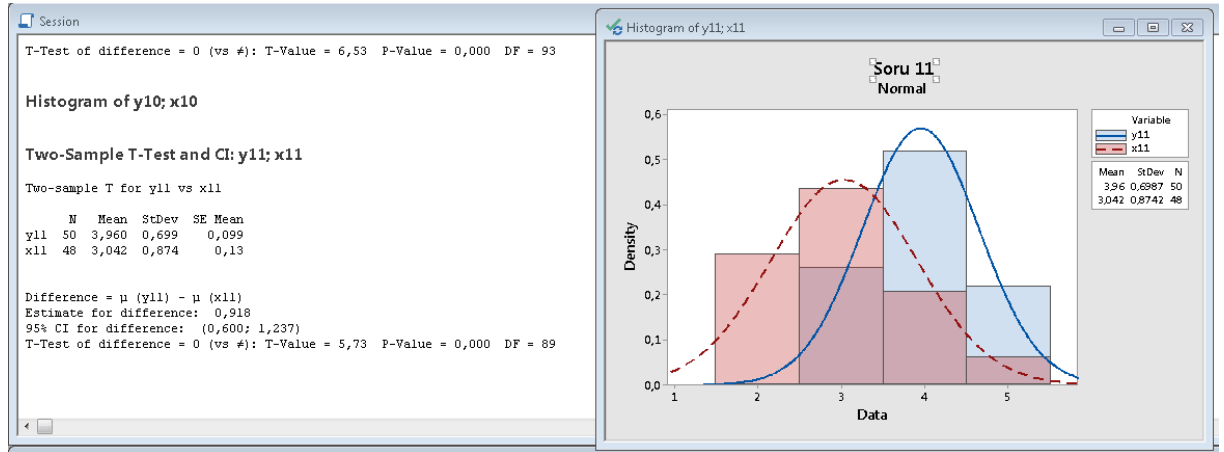 Session
T-Test of difference = 0 (vs ≠): T-Value = 6,53 P-Value = 0,000 DF = 93
Histogram of y10; x10
Two-Sample T-Test and CI: y11; x11
Two-sample T for y11 vs x11
N Mean StDev SE Mean
y11 50 3,960 0,699 0,099
x11 48 3,042 0,874 0,13
Difference = μ (y11) - μ (x11)
Estimate for difference: 0,918
95% CI for difference: (0,600; 1,237)
T-Test of difference = 0 (vs ≠): T-Value = 5,73 P-Value = 0,000 DF = 89
Histogram of y11; x11
Soru 11
Normal
0,6
0,5
0,4
0,3
0,2
0,1
0,0
Density
1 2 3 4 5
Data
Variable
y11
x11
Mean StDev N
3,96 0,6987 50
3,042 0,8742 48